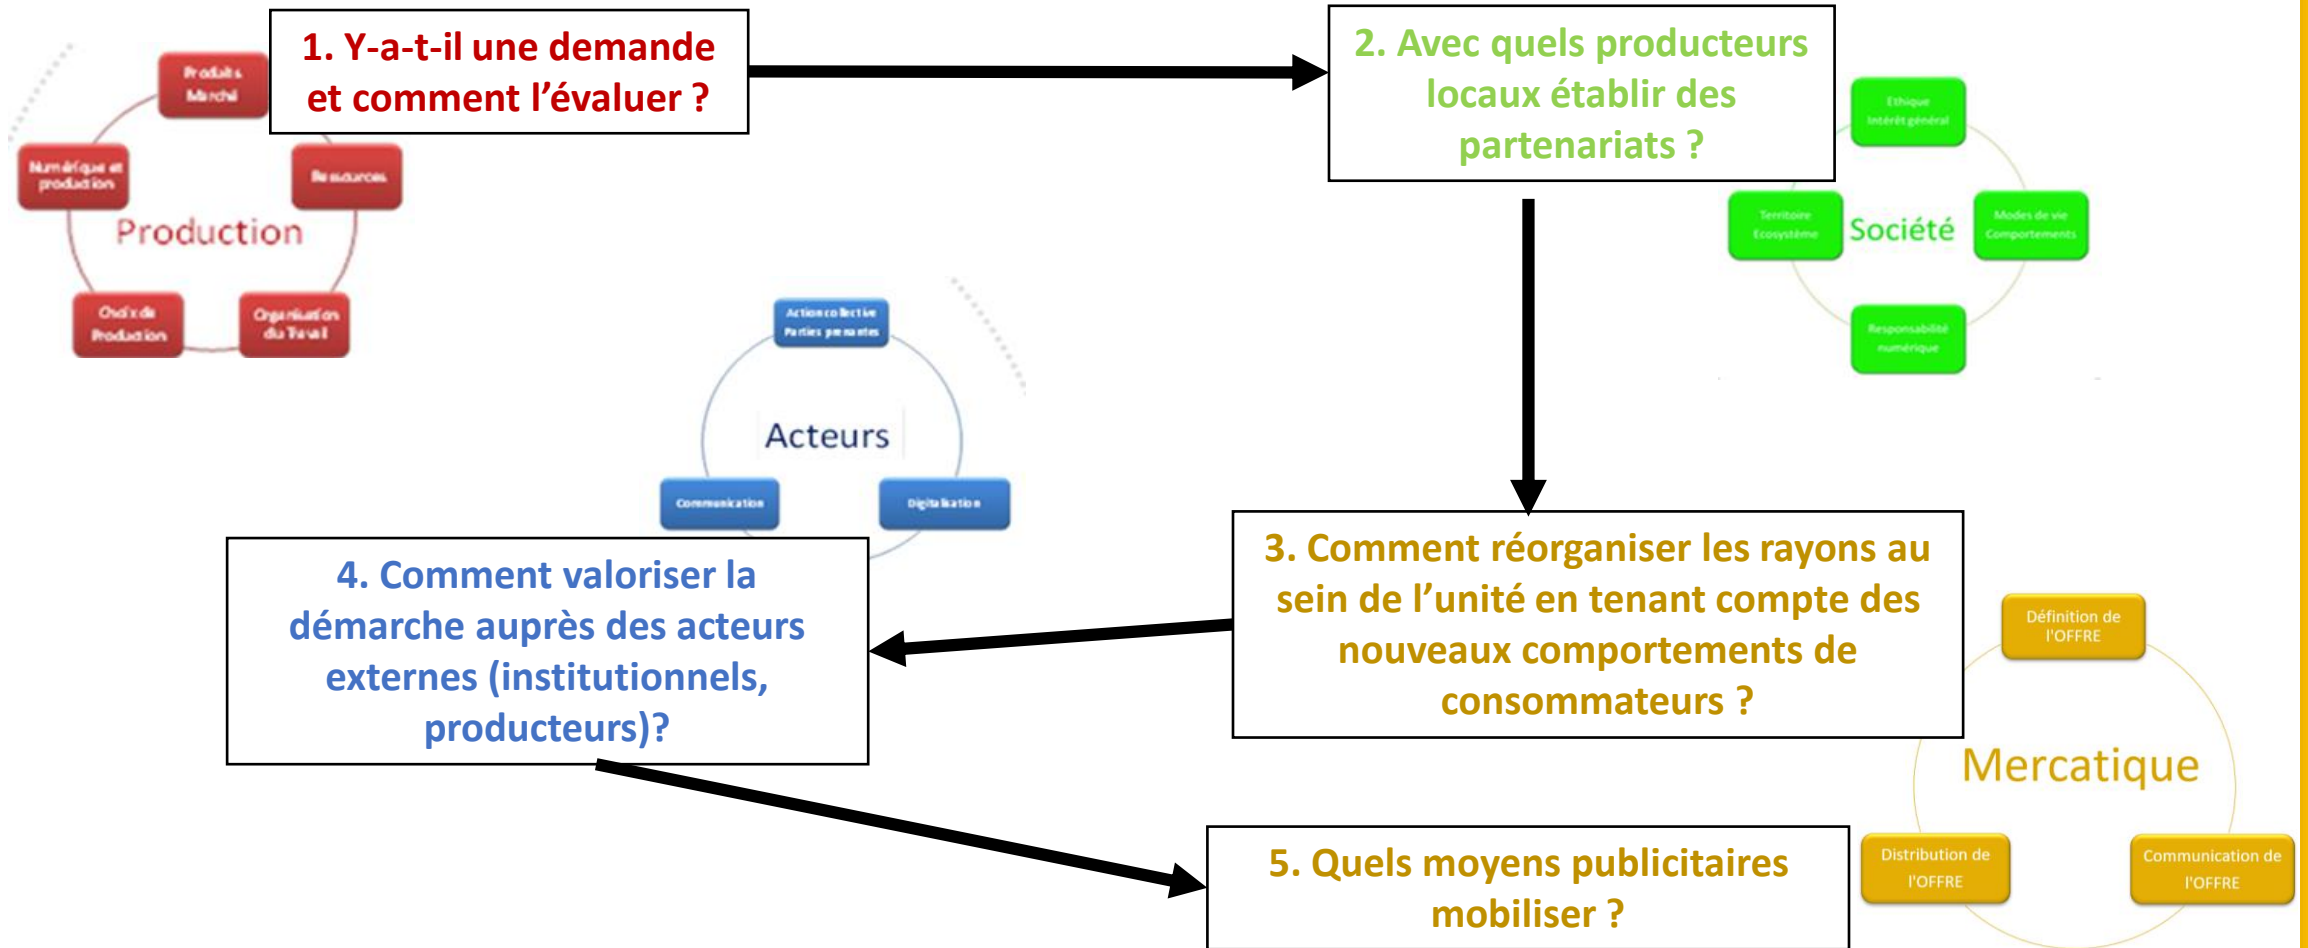 1. Y-a-t-il une demande
et comment l’évaluer ?
2. Avec quels producteurs
locaux établir des
partenariats ?
Produits
Marché
Numérique et
production
Ressources
Production
Choix de
Production
Organisation
du Travail
Ethique
Intérêt général
Territoire
Ecosystème
Société
Modes de vie
Comportements
Responsabilité
numérique
Action collective
Parties prenantes
Acteurs
Communication
Digitalisation
3. Comment réorganiser les rayons au
sein de l’unité en tenant compte des
nouveaux comportements de
consommateurs ?
4. Comment valoriser la
démarche auprès des acteurs
externes (institutionnels,
producteurs)?
Définition de
l'OFFRE
Mercatique
Distribution de
l'OFFRE
Communication de
l'OFFRE
5. Quels moyens publicitaires
mobiliser ?